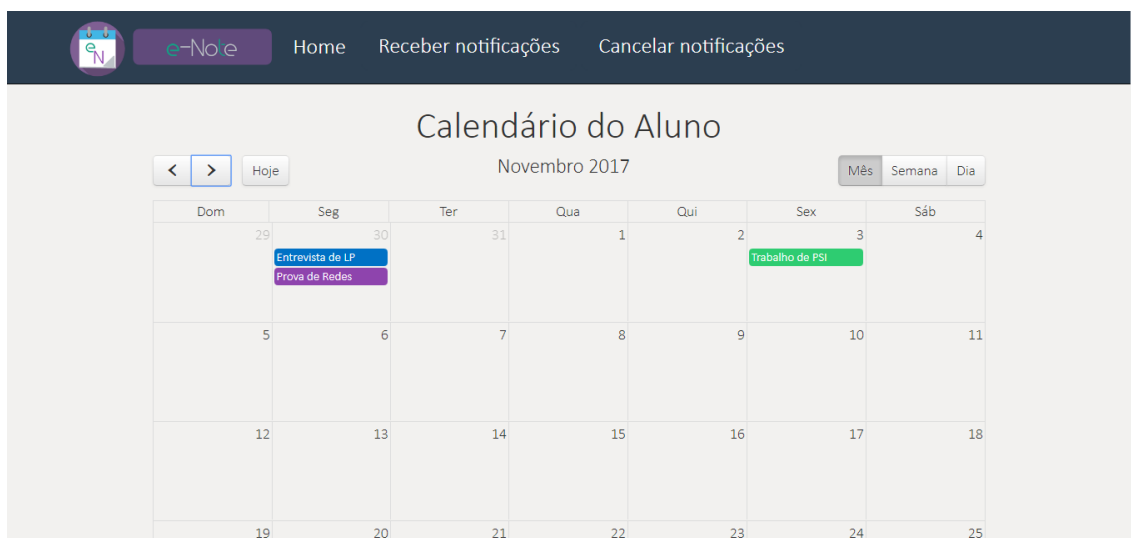 eN e-Note Home Receber notificações Cancelar notificações
Calendário do Aluno
< > Hoje Novembro 2017 Mês Semana Dia
Dom Seg Ter Qua Qui Sex Sáb
29 30 31 1 2 3 4
Entrevista de LP Trabalho de PSI
Prova de Redes
5 6 7 8 9 10 11
12 13 14 15 16 17 18
19 20 21 22 23 24 25